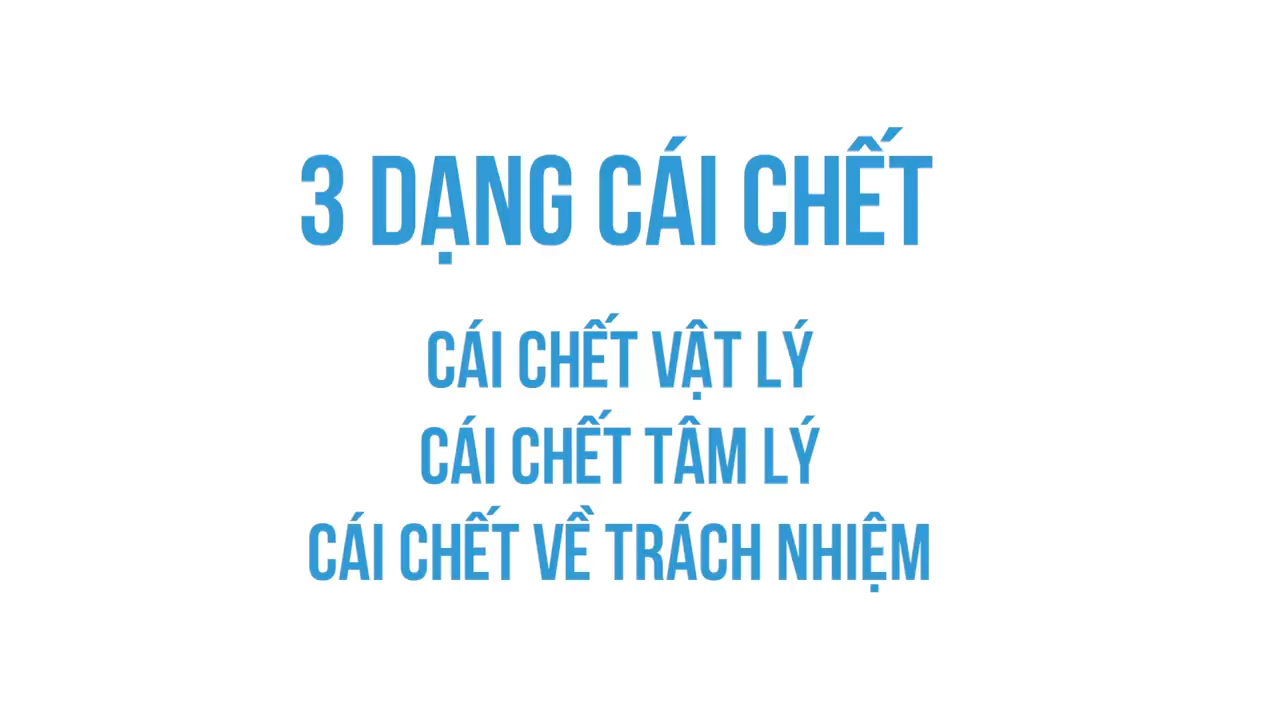 3 DẠNG CÁI CHẾT
CÁI CHẾT VẬT LÝ
CÁI CHẾT TÂM LÝ
CÁI CHẾT VỀ TRÁCH NHIỆM